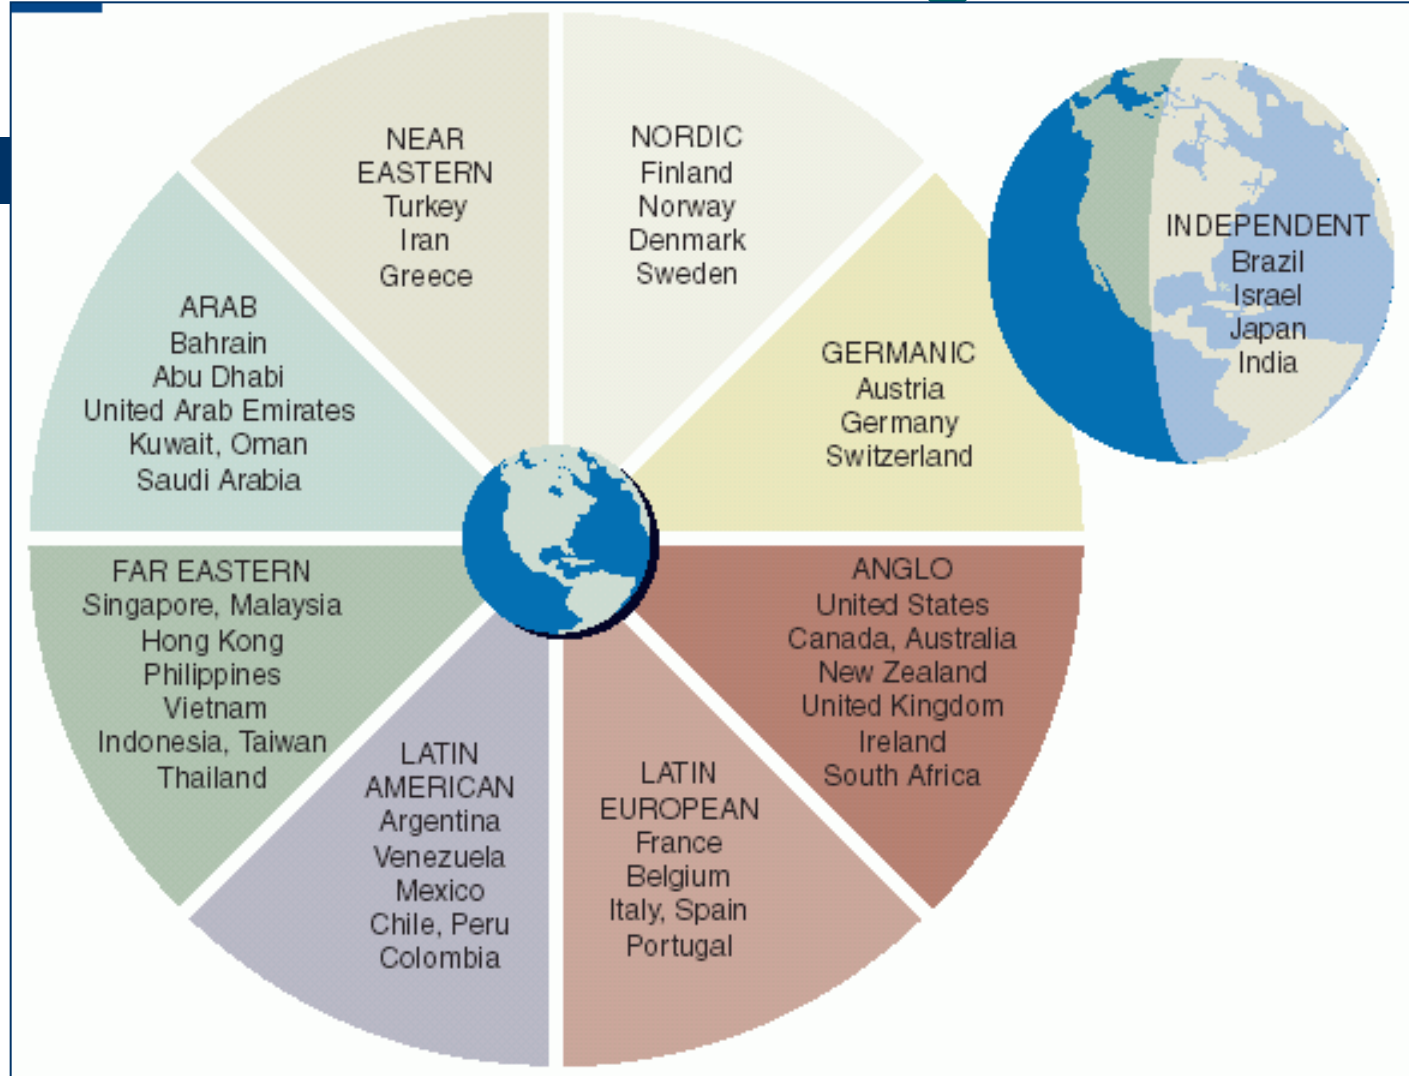 NEAR
EASTERN
Turkey
Iran
Greece
NORDIC
Finland
Norway
Denmark
Sweden
INDEPENDENT
Brazil
Israel
Japan
India
ARAB
Bahrain
Abu Dhabi
United Arab Emirates
Kuwait, Oman
Saudi Arabia
GERMANIC
Austria
Germany
Switzerland
FAR EASTERN
Singapore, Malaysia
Hong Kong
Philippines
Vietnam
Indonesia, Taiwan
Thailand
ANGLO
United States
Canada, Australia
New Zealand
United Kingdom
Ireland
South Africa
LATIN
AMERICAN
Argentina
Venezuela
Mexico
Chile, Peru
Colombia
LATIN
EUROPEAN
France
Belgium
Italy, Spain
Portugal